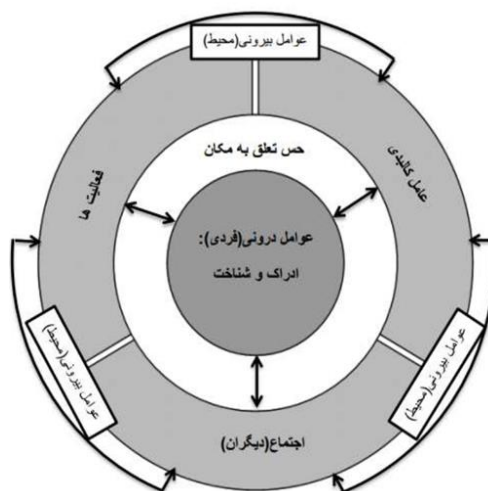 عوامل بیرونی(محیط)
عامل کالبدی
فعالیت ها
حس تعلق به مکان
عوامل درونی(فردی):
ادراک و شناخت
عوامل بیرونی(محیط)
عوامل بیرونی(محیط)
اجتماع(دیگران)